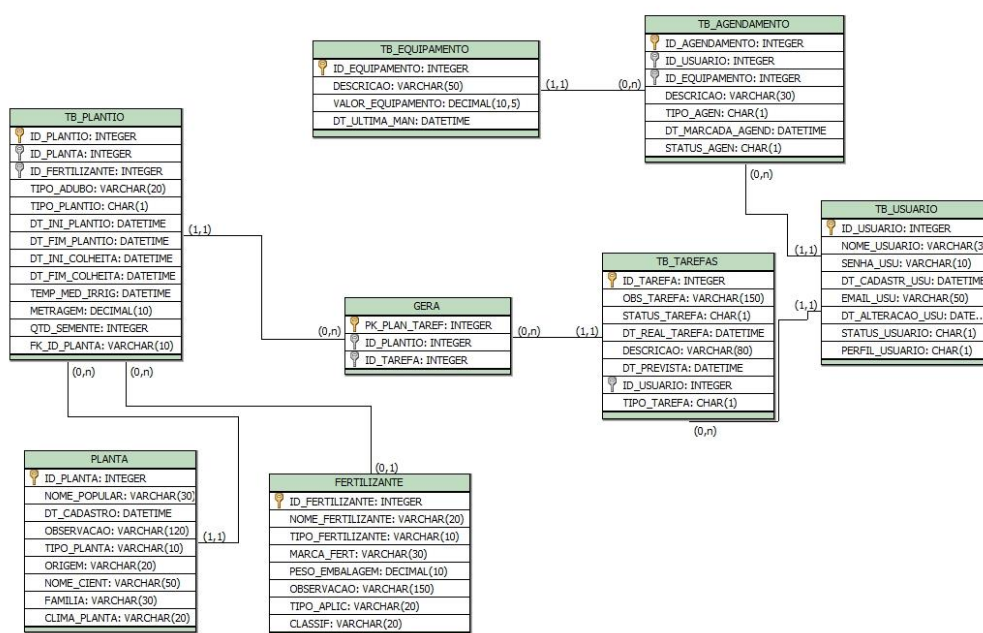 TB_AGENDAMENTO
ID_AGENDAMENTO: INTEGER
ID_USUARIO: INTEGER
ID_EQUIPAMENTO: INTEGER
DESCRICAO: VARCHAR(30)
TIPO_AGEN: CHAR(1)
DT_MARCADA_AGEND: DATETIME
STATUS_AGEN: CHAR(1)
TB_EQUIPAMENTO
ID_EQUIPAMENTO: INTEGER
DESCRICAO: VARCHAR(50)
VALOR_EQUIPAMENTO: DECIMAL(10,5)
DT_ULTIMA_MAN: DATETIME
(1,1)
(0,n)
TB_PLANTIO
ID_PLANTIO: INTEGER
ID_PLANTA: INTEGER
ID_FERTILIZANTE: INTEGER
TIPO_ADUBO: VARCHAR(20)
TIPO_PLANTIO: CHAR(1)
DT_INI_PLANTIO: DATETIME
DT_FIM_PLANTIO: DATETIME
DT_INI_COLHEITA: DATETIME
DT_FIM_COLHEITA: DATETIME
TEMP_MED_IRRIG: DATETIME
METRAGEM: DECIMAL(10)
QTD_SEMENTE: INTEGER
FK_ID_PLANTA: VARCHAR(10)
(0,n)
(1,1)
TB_USUARIO
ID_USUARIO: INTEGER
NOME_USUARIO: VARCHAR(3
SENHA_USU: VARCHAR(10)
DT_CADASTR_USU: DATETIME
EMAIL_USU: VARCHAR(50)
DT_ALTERACAO_USU: DATE...
STATUS_USUARIO: CHAR(1)
PERFIL_USUARIO: CHAR(1)
(1,1)
(1,1)
TB_TAREFAS
ID_TAREFA: INTEGER
OBS_TAREFA: VARCHAR(150)
STATUS_TAREFA: CHAR(1)
DT_REAL_TAREFA: DATETIME
DESCRICAO: VARCHAR(80)
DT_PREVISTA: DATETIME
ID_USUARIO: INTEGER
TIPO_TAREFA: CHAR(1)
GERA
PK_PLAN_TAREF: INTEGER
ID_PLANTIO: INTEGER
ID_TAREFA: INTEGER
(0,n)
(0,n)
(1,1)
(0,n)
(0,n)
(0,n)
PLANTA
ID_PLANTA: INTEGER
NOME_POPULAR: VARCHAR(30)
DT_CADASTRO: DATETIME
OBSERVACAO: VARCHAR(120)
TIPO_PLANTA: VARCHAR(10)
ORIGEM: VARCHAR(20)
NOME_CIENT: VARCHAR(50)
FAMILIA: VARCHAR(30)
CLIMA_PLANTA: VARCHAR(20)
(1,1)
(0,1)
FERTILIZANTE
ID_FERTILIZANTE: INTEGER
NOME_FERTILIZANTE: VARCHAR(20)
TIPO_FERTILIZANTE: VARCHAR(10)
MARCA_FERT: VARCHAR(30)
PESO_EMBALAGEM: DECIMAL(10)
OBSERVACAO: VARCHAR(150)
TIPO_APLIC: VARCHAR(20)
CLASSIF: VARCHAR(20)